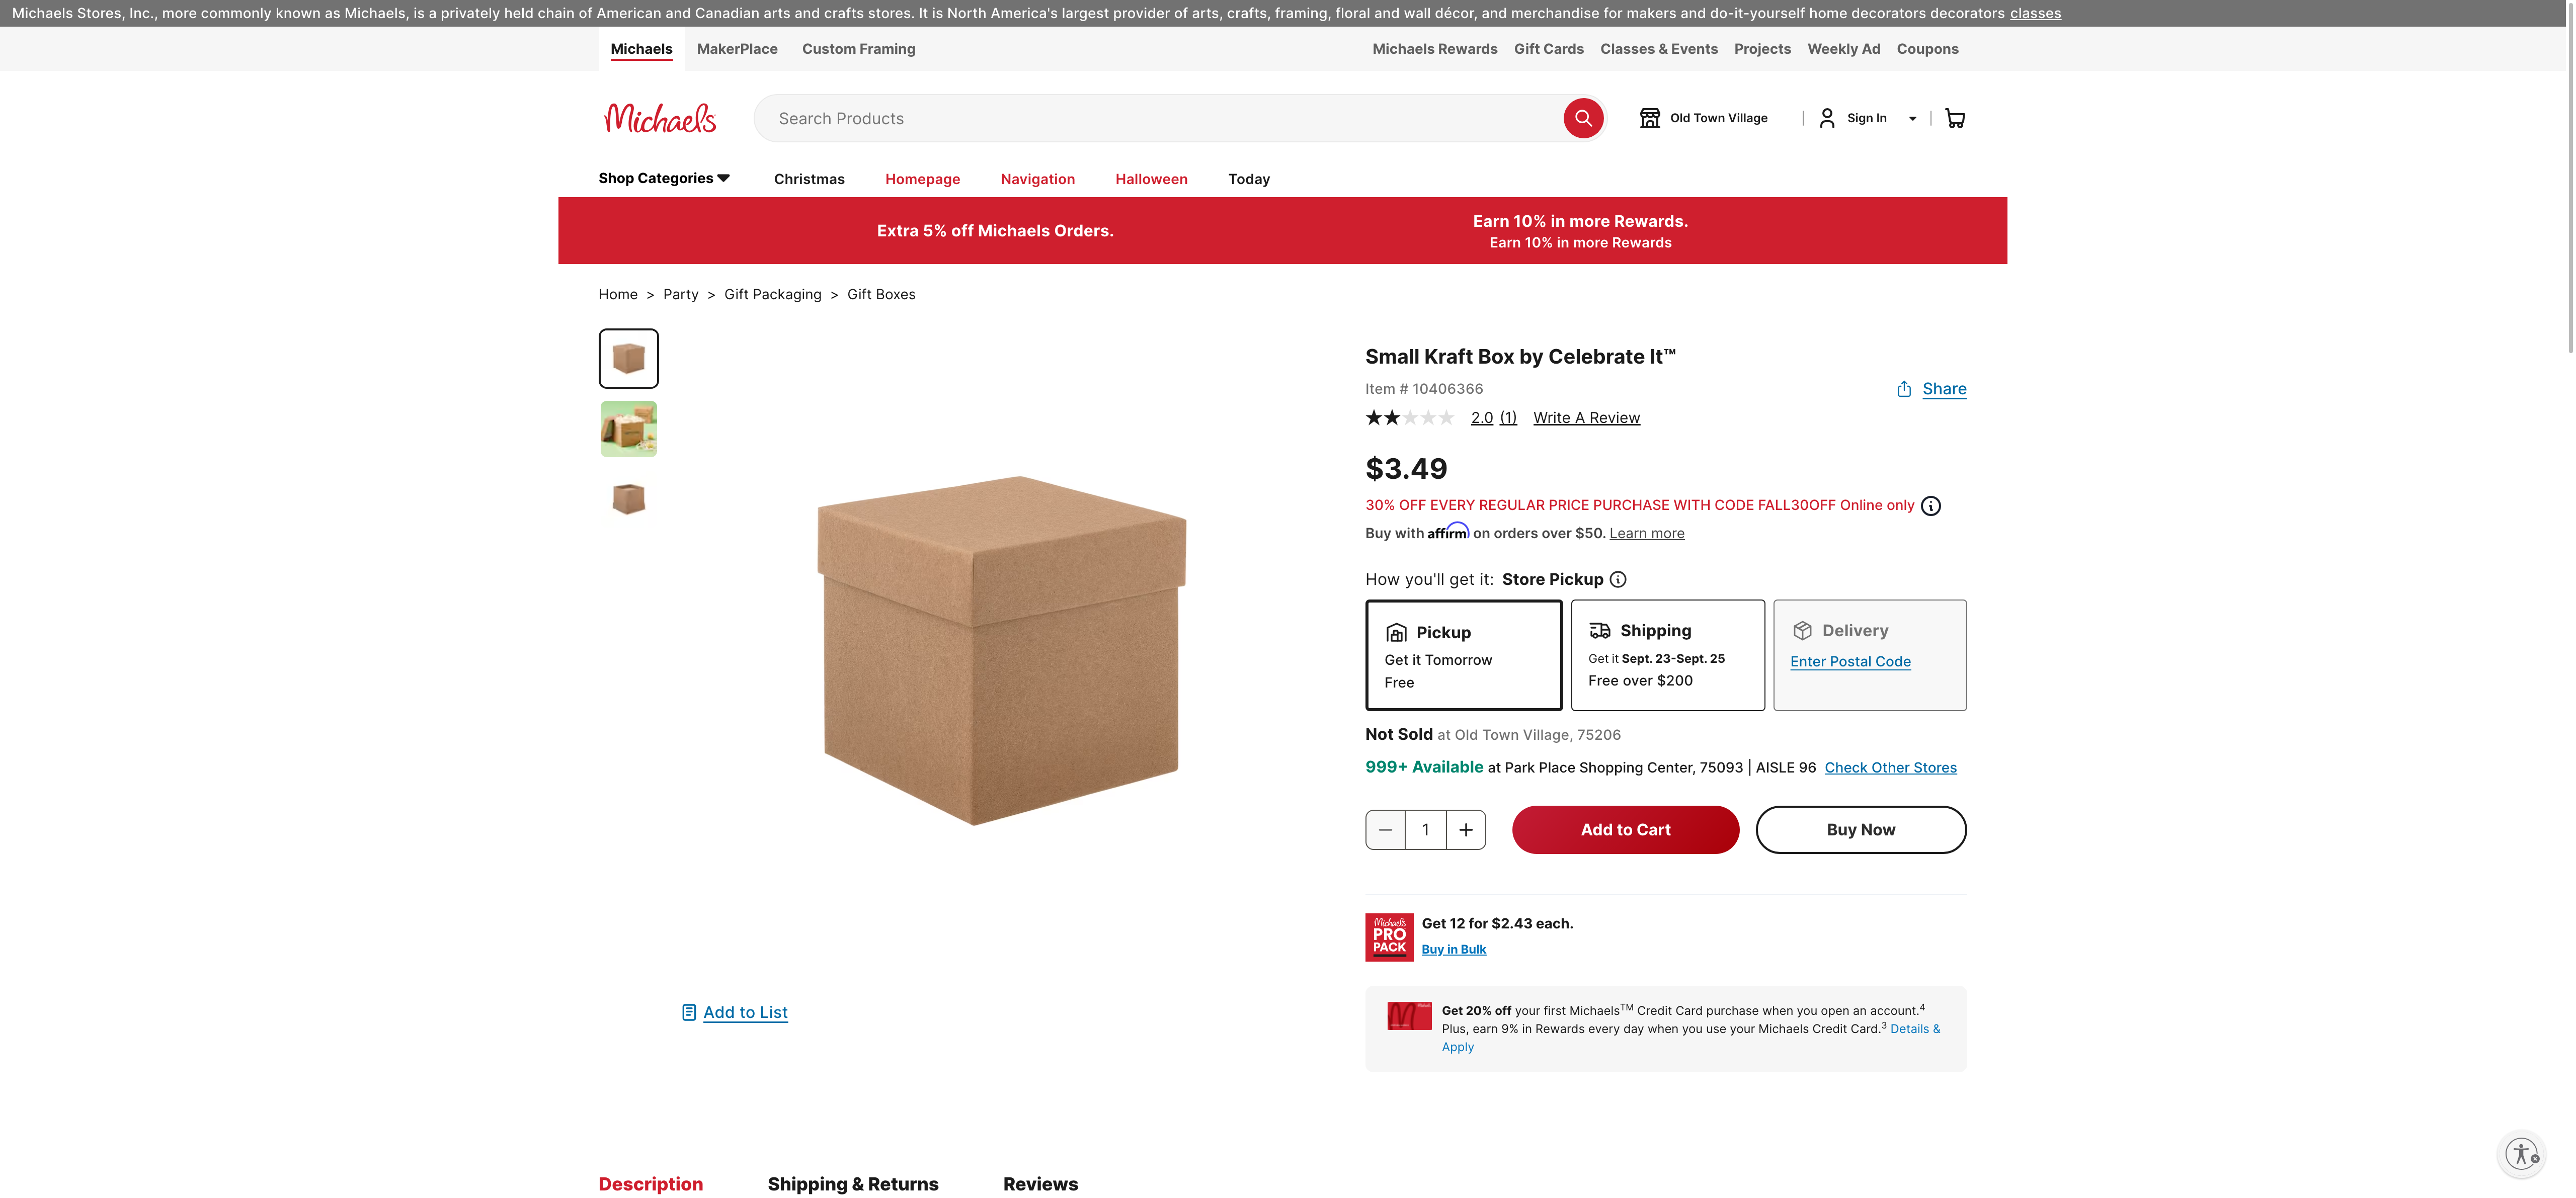 Michaels Stores, Inc., more commonly known as Michaels, is a privately held chain of American and Canadian arts and crafts stores. It is North America's largest provider of arts, crafts, framing, floral and wall décor, and merchandise for makers and do-it-yourself home decorators decorators classes
Michaels MakerPlace Custom Framing Michaels Rewards Gift Cards Classes & Events Projects Weekly Ad Coupons
Michaels Search Products Old Town Village | Sign In |
Shop Categories Christmas Homepage Navigation Halloween Today
Extra 5% off Michaels Orders.
Earn 10% in more Rewards.
Earn 10% in more Rewards
Home > Party > Gift Packaging > Gift Boxes
Small Kraft Box by Celebrate It™
Item # 10406366 Share
2.0 (1) Write A Review
$3.49
30% OFF EVERY REGULAR PRICE PURCHASE WITH CODE FALL30OFF Online only
Buy with affirm on orders over $50. Learn more
How you'll get it: Store Pickup
Pickup
Get it Tomorrow
Free
Shipping
Get it Sept. 23-Sept. 25
Free over $200
Delivery
Enter Postal Code
Not Sold at Old Town Village, 75206
999+ Available at Park Place Shopping Center, 75093 | AISLE 96 Check Other Stores
1 Add to Cart Buy Now
Michaels
PRO
PACK
Get 12 for $2.43 each.
Buy in Bulk
Get 20% off your first Michaels™ Credit Card purchase when you open an account.⁴
Plus, earn 9% in Rewards every day when you use your Michaels Credit Card.³ Details &
Apply
Add to List
Description Shipping & Returns Reviews